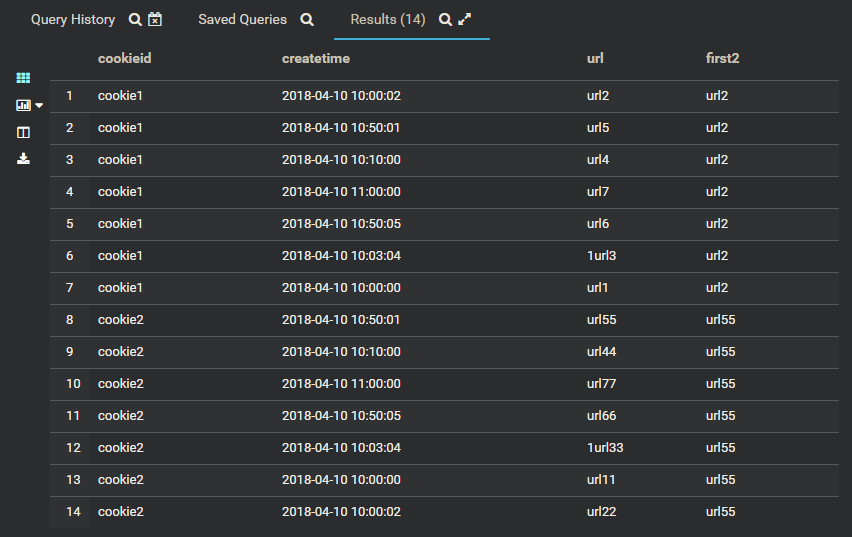 Query History Saved Queries Results (14)
cookieid createtime url first2
1 cookie1 2018-04-10 10:00:02 url2 url2
2 cookie1 2018-04-10 10:50:01 url5 url2
3 cookie1 2018-04-10 10:10:00 url4 url2
4 cookie1 2018-04-10 11:00:00 url7 url2
5 cookie1 2018-04-10 10:50:05 url6 url2
6 cookie1 2018-04-10 10:03:04 1url3 url2
7 cookie1 2018-04-10 10:00:00 url1 url2
8 cookie2 2018-04-10 10:50:01 url55 url55
9 cookie2 2018-04-10 10:10:00 url44 url55
10 cookie2 2018-04-10 11:00:00 url77 url55
11 cookie2 2018-04-10 10:50:05 url66 url55
12 cookie2 2018-04-10 10:03:04 1url33 url55
13 cookie2 2018-04-10 10:00:00 url11 url55
14 cookie2 2018-04-10 10:00:02 url22 url55